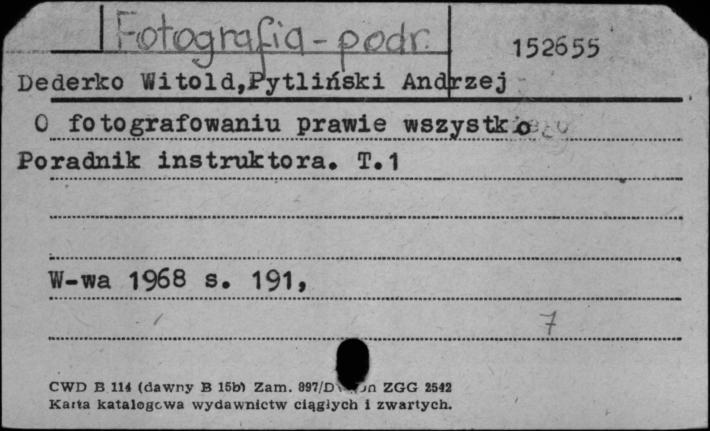 Fotografia - podr.
152655
Dederko Witold,Pytliński Andrzej
O fotografowaniu prawie wszystko
Poradnik instruktora. T.1
W-wa 1968 s. 191,
7
CWD B 114 (dawny B 15b) Zam. 897/ ZGG 2542
Karta katalogowa wydawnictw ciągłych i zwartych.